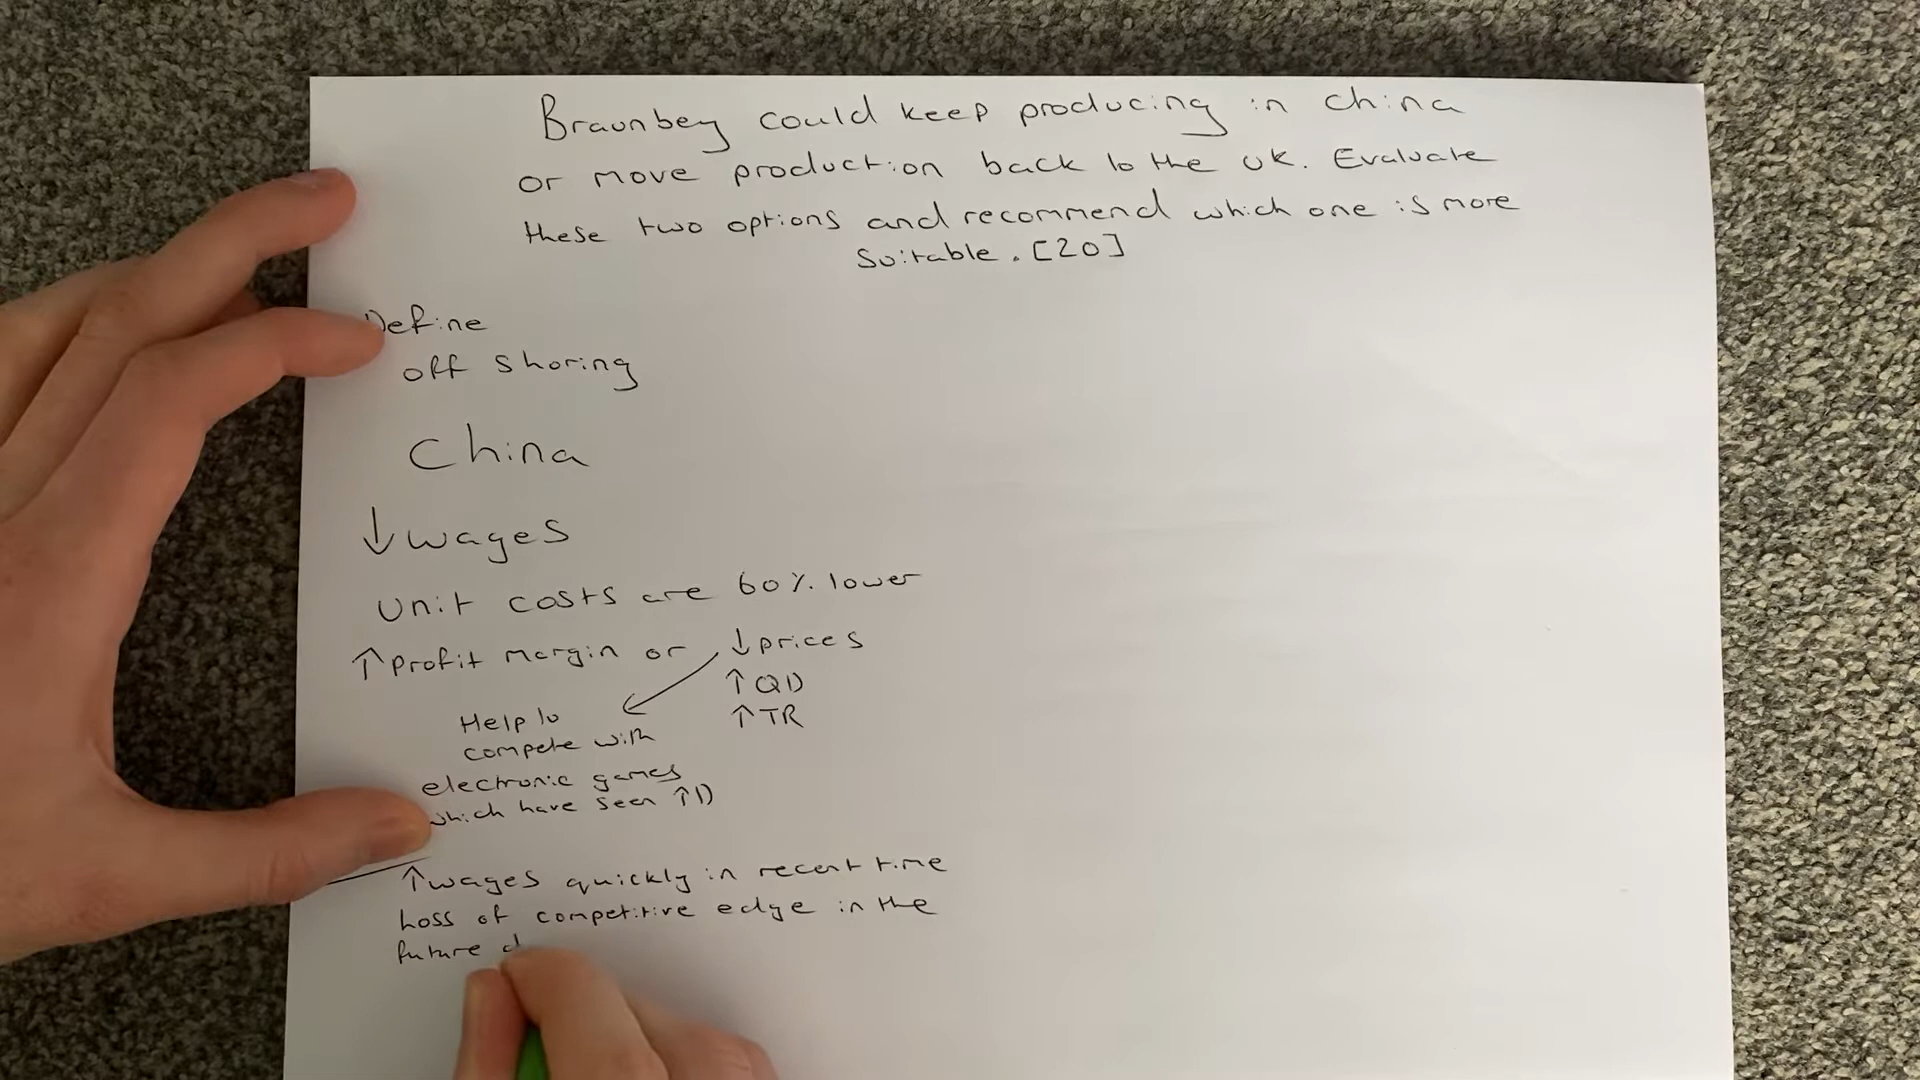 Braunbey could keep producing in China
or move production back to the UK. Evaluate
these two options and recommend which one is more
suitable. [20]
Define
off shoring
China
↓ wages
Unit costs are 60% lower
↑ profit margin or ↓ prices
↑ QD
↑ TR
Help to
compete with
electronic games
which have seen ↑ D
↑ wages quickly in recent time
Loss of competitive edge in the
future